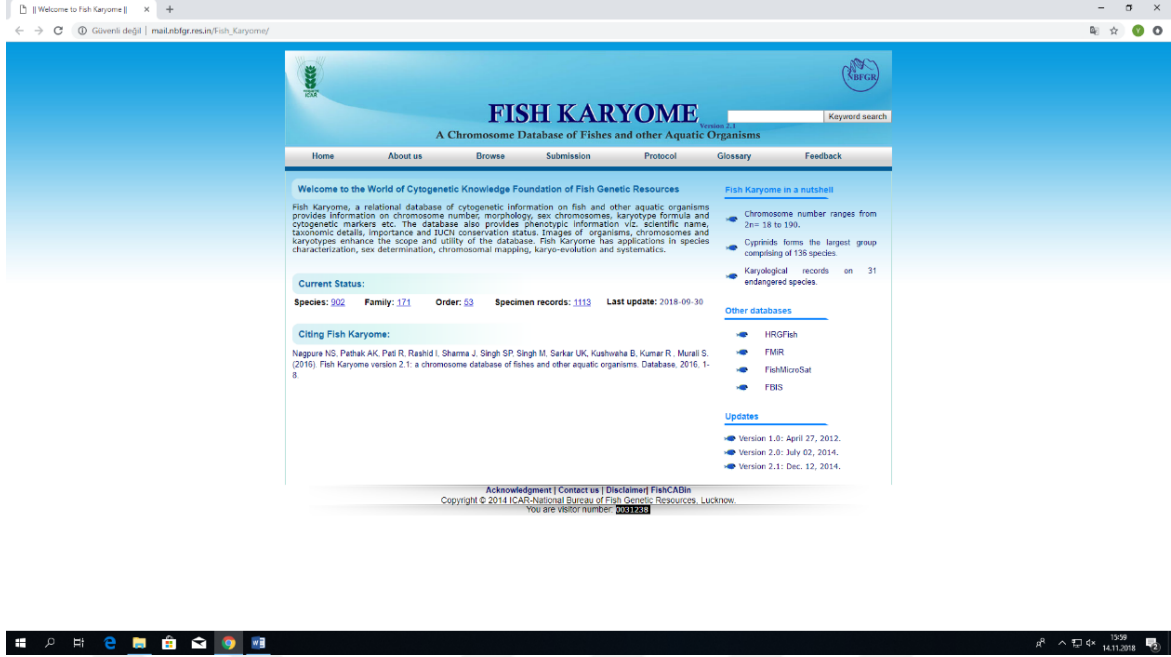 || Welcome to Fish Karyome ||
Güvenli değil | mail.nbfgr.res.in/Fish_Karyome/
ICAR
NBFGR
FISH KARYOME
Version 2.1
Keyword search
A Chromosome Database of Fishes and other Aquatic Organisms
Home About us Browse Submission Protocol Glossary Feedback
Welcome to the World of Cytogenetic Knowledge Foundation of Fish Genetic Resources
Fish Karyome, a relational database of cytogenetic information on fish and other aquatic organisms
provides information on chromosome number, morphology, sex chromosomes, karyotype formula and
cytogenetic markers etc. The database also provides phenotypic information viz. scientific name,
taxonomic details, importance and IUCN conservation status. Images of organisms, chromosomes and
karyotypes enhance the scope and utility of the database. Fish Karyome has applications in species
characterization, sex determination, chromosomal mapping, karyo-evolution and systematics.
Current Status:
Species: 902 Family: 171 Order: 53 Specimen records: 1113 Last update: 2018-09-30
Citing Fish Karyome:
Nagpure NS, Pathak AK, Pati R, Rashid I, Sharma J, Singh SP, Singh M, Sarkar UK, Kushwaha B, Kumar R , Murali S.
(2016). Fish Karyome version 2.1: a chromosome database of fishes and other aquatic organisms. Database, 2016, 1-
8.
Fish Karyome in a nutshell
Chromosome number ranges from
2n= 18 to 190.
Cyprinids forms the largest group
comprising of 136 species.
Karyological records on 31
endangered species.
Other databases
HRGFish
FMiR
FishMicroSat
FBIS
Updates
Version 1.0: April 27, 2012.
Version 2.0: July 02, 2014.
Version 2.1: Dec. 12, 2014.
Acknowledgment | Contact us | Disclaimer| FishCABin
Copyright © 2014 ICAR-National Bureau of Fish Genetic Resources, Lucknow.
You are visitor number: 0031238
15:59
14.11.2018